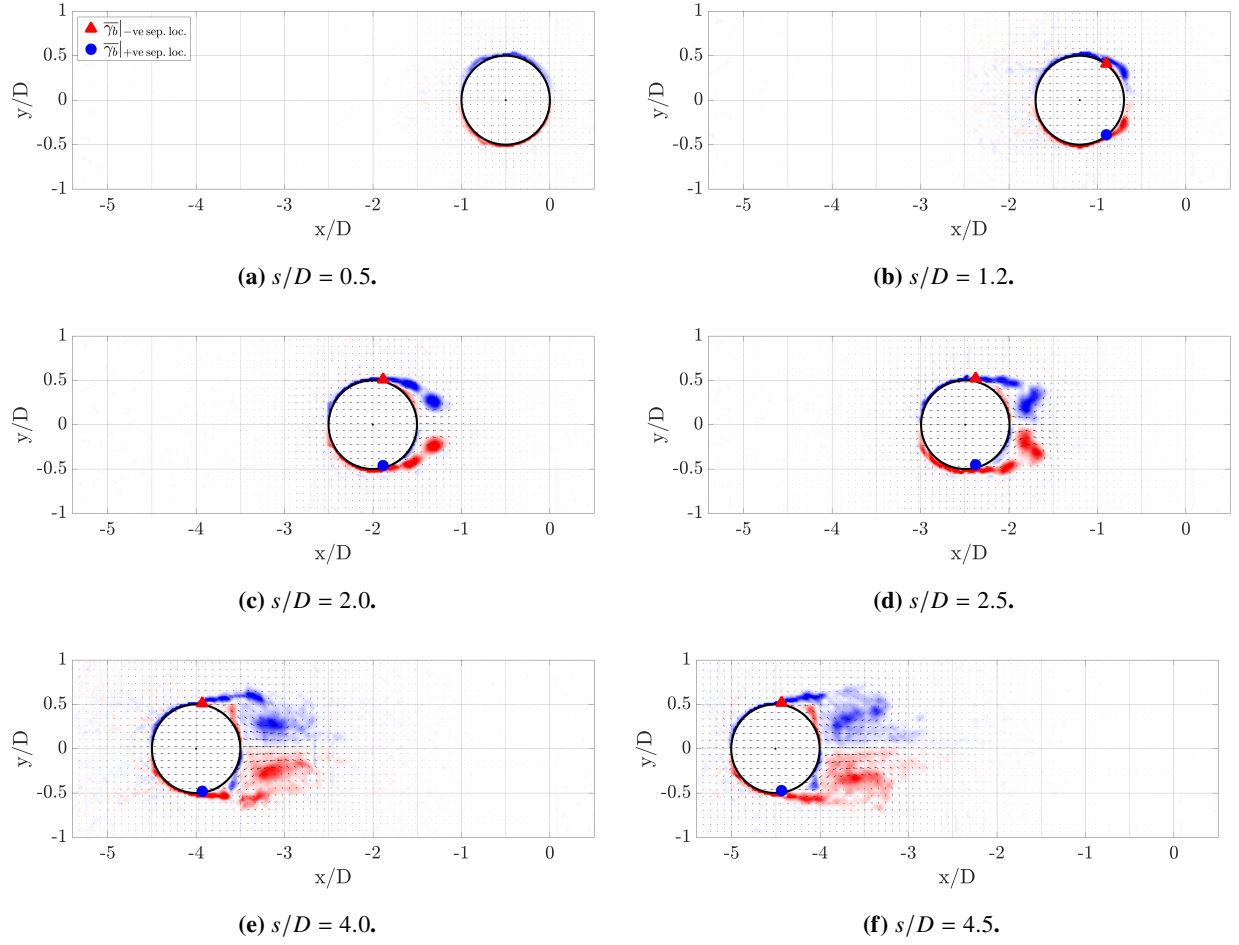 γ̅b̅|−ve sep. loc.
γ̅b̅|+ve sep. loc.
1
0.5
0
-0.5
-1
y/D
-5 -4 -3 -2 -1 0
x/D
(a) s/D = 0.5.
1
0.5
0
-0.5
-1
y/D
-5 -4 -3 -2 -1 0
x/D
(b) s/D = 1.2.
1
0.5
0
-0.5
-1
y/D
-5 -4 -3 -2 -1 0
x/D
(c) s/D = 2.0.
1
0.5
0
-0.5
-1
y/D
-5 -4 -3 -2 -1 0
x/D
(d) s/D = 2.5.
1
0.5
0
-0.5
-1
y/D
-5 -4 -3 -2 -1 0
x/D
(e) s/D = 4.0.
1
0.5
0
-0.5
-1
y/D
-5 -4 -3 -2 -1 0
x/D
(f) s/D = 4.5.